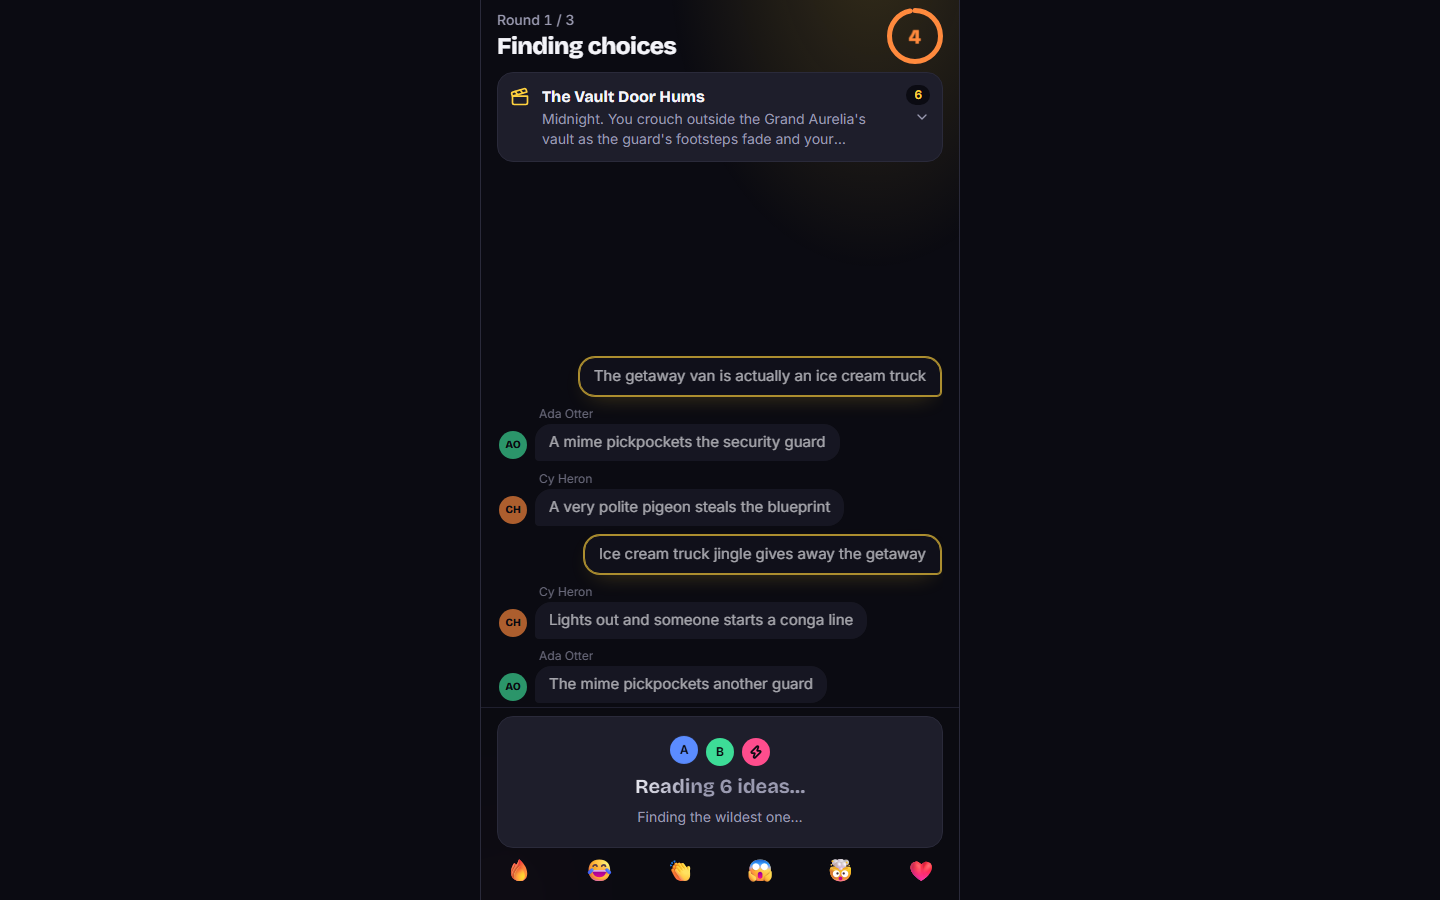 Round 1 / 3
Finding choices
4
The Vault Door Hums
6
Midnight. You crouch outside the Grand Aurelia's
vault as the guard's footsteps fade and your...
The getaway van is actually an ice cream truck
Ada Otter
AO
A mime pickpockets the security guard
Cy Heron
CH
A very polite pigeon steals the blueprint
Ice cream truck jingle gives away the getaway
Cy Heron
CH
Lights out and someone starts a conga line
Ada Otter
AO
The mime pickpockets another guard
A B
Reading 6 ideas...
Finding the wildest one...